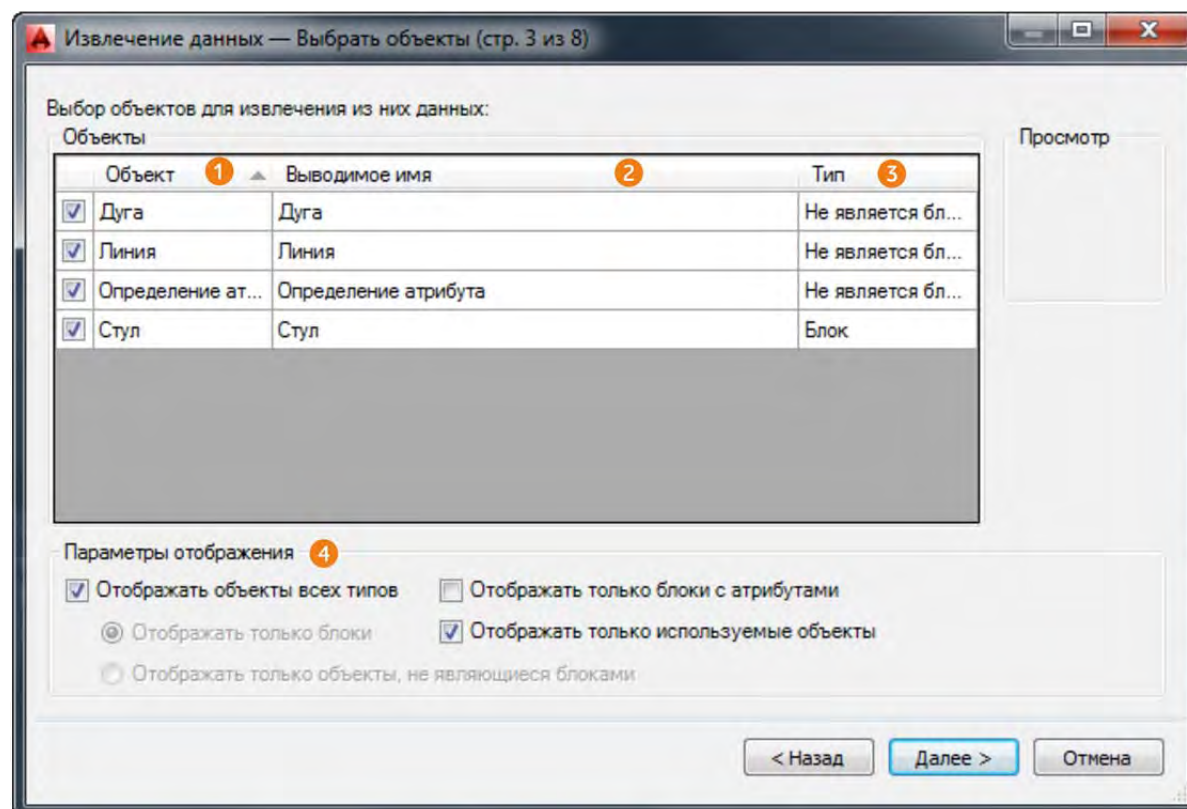 Извлечение данных — Выбрать объекты (стр. 3 из 8)
Выбор объектов для извлечения из них данных:
Объекты
Просмотр
Объект 1 Выводимое имя 2 Тип 3
Дуга Дуга Не является бл...
Линия Линия Не является бл...
Определение ат... Определение атрибута Не является бл...
Стул Стул Блок
Параметры отображения 4
Отображать объекты всех типов Отображать только блоки с атрибутами
Отображать только блоки Отображать только используемые объекты
Отображать только объекты, не являющиеся блоками
< Назад Далее > Отмена